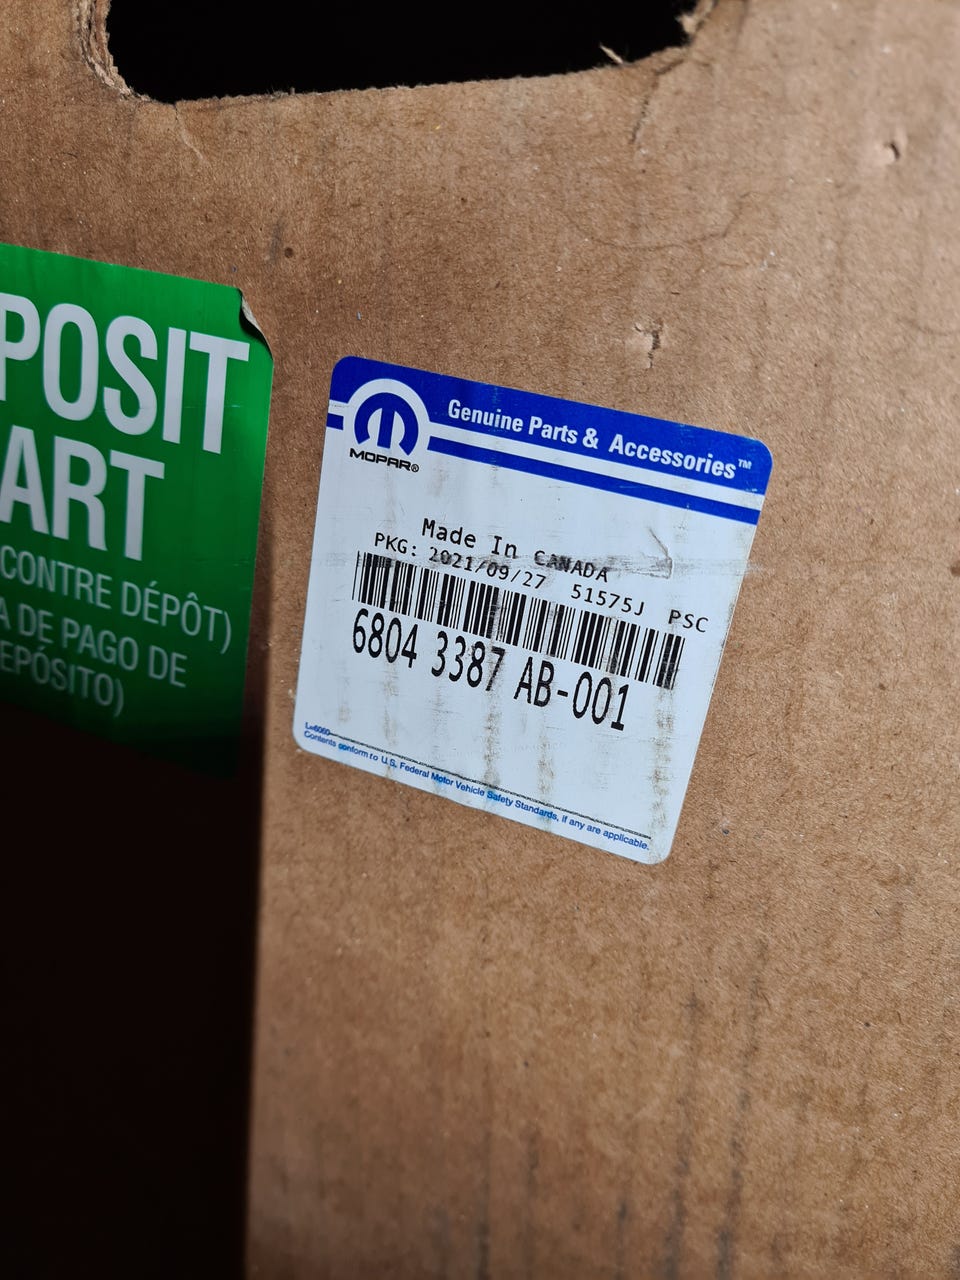 POSIT
ART
CONTRE DÉPÔT)
A DE PAGO DE
EPÓSITO)
MOPAR®
Genuine Parts & Accessories™
Made In CANADA
PKG: 2021/09/27 51575J PSC
6804 3387 AB-001
L-6060
Contents conform to U.S. Federal Motor Vehicle Safety Standards, if any are applicable.